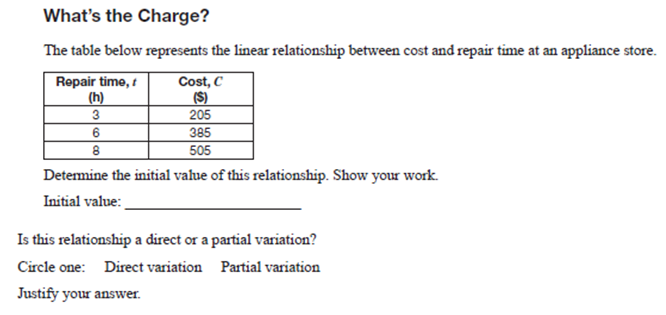 What's the Charge?
The table below represents the linear relationship between cost and repair time at an appliance store.
Repair time, t Cost, C
(h) ($)
3 205
6 385
8 505
Determine the initial value of this relationship. Show your work.
Initial value: ____________________
Is this relationship a direct or a partial variation?
Circle one: Direct variation Partial variation
Justify your answer.